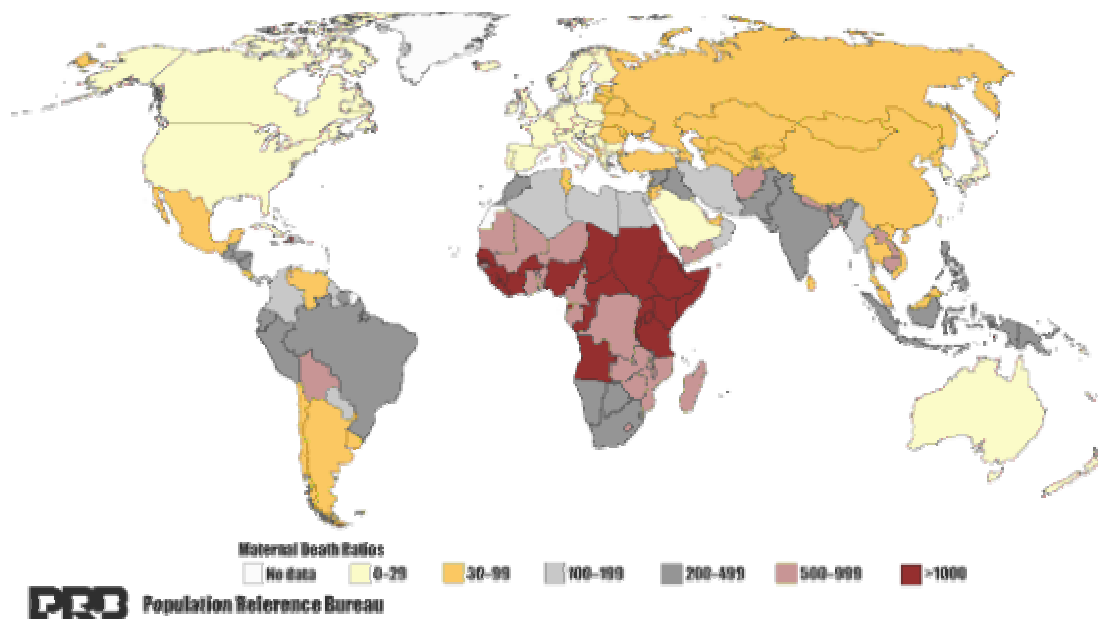 Maternal Death Ratios
No data 0–29 30–99 100–199 200–499 500–999 >1000
PRB Population Reference Bureau